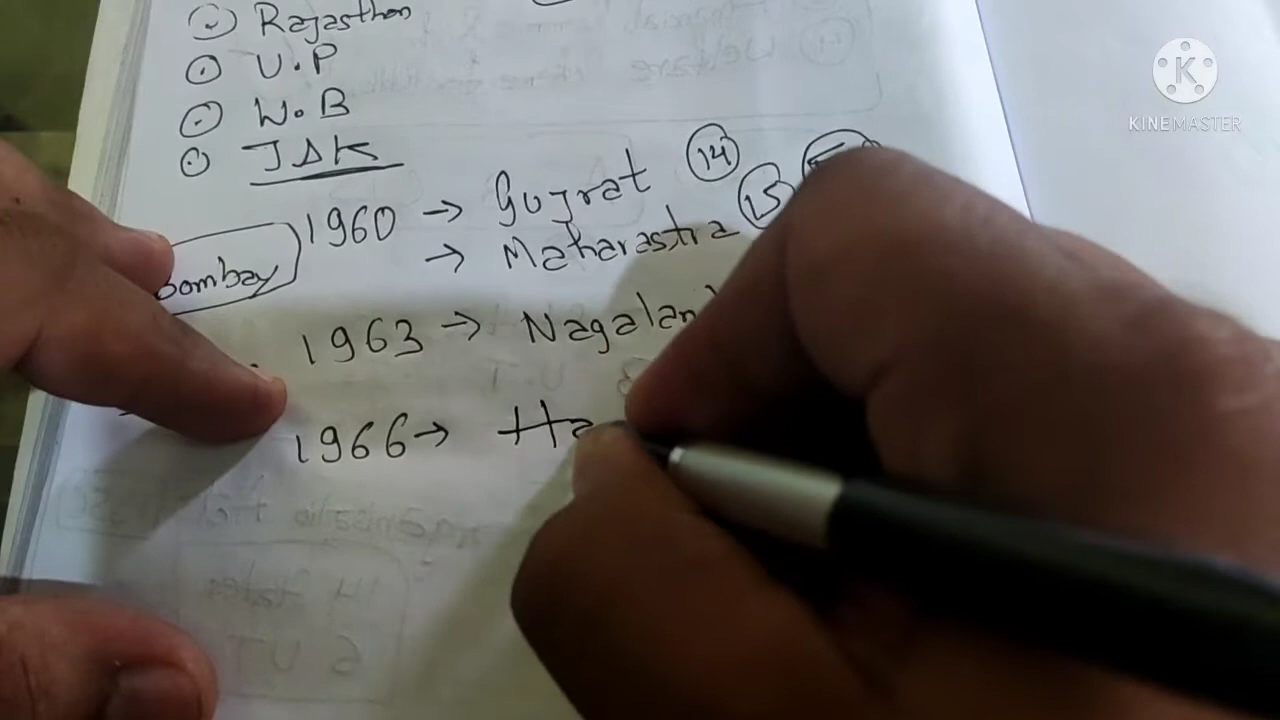 Rajasthan
U.P
W.B
J&K
1960 → Gujrat 14
Bombay → Maharastra 15
1963 → Nagalan
1966 → Ha
KINEMASTER